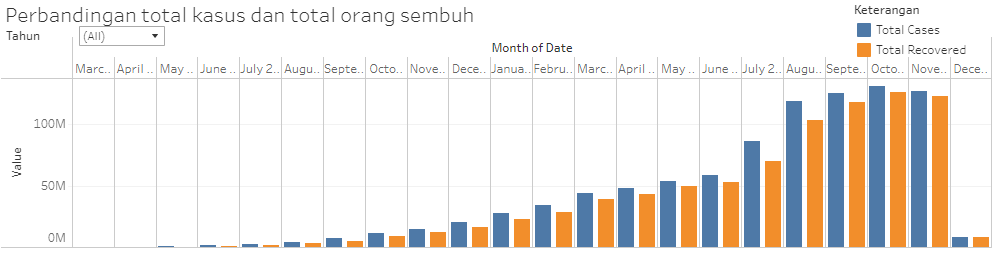 Perbandingan total kasus dan total orang sembuh
Keterangan
Total Cases
Total Recovered
Tahun
(All)
Month of Date
Marc.. April .. May .. June .. July 2.. Augu.. Septe.. Octo.. Nove.. Dece.. Janua.. Febru.. Marc.. April .. May .. June .. July 2.. Augu.. Septe.. Octo.. Nove.. Dece..
100M
50M
0M
Value